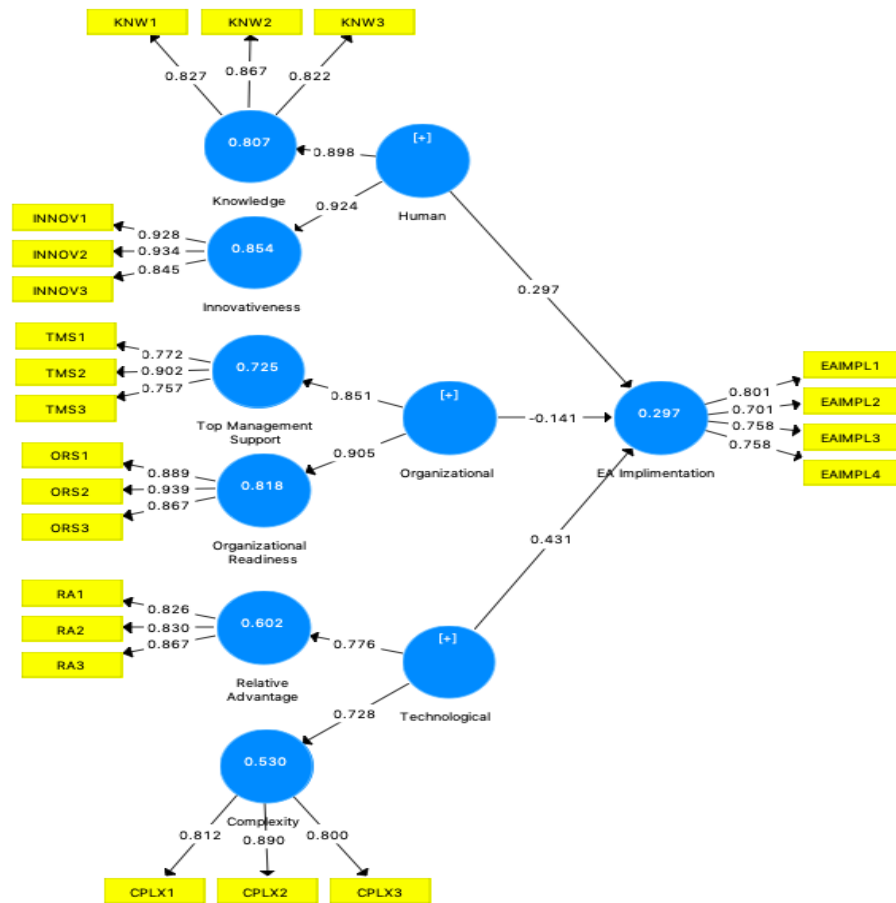 KNW1
KNW2
KNW3
0.827
0.867
0.822
0.807
Knowledge
0.898
[+]
Human
0.924
INNOV1
INNOV2
INNOV3
0.928
0.934
0.845
0.854
Innovativeness
0.297
TMS1
TMS2
TMS3
0.772
0.902
0.757
0.725
Top Management
Support
0.851
[+]
Organizational
0.905
-0.141
0.297
EA Implimentation
0.801
0.701
0.758
0.758
EAIMPL1
EAIMPL2
EAIMPL3
EAIMPL4
ORS1
ORS2
ORS3
0.889
0.939
0.867
0.818
Organizational
Readiness
0.431
RA1
RA2
RA3
0.826
0.830
0.867
0.602
Relative
Advantage
0.776
[+]
Technological
0.728
0.530
Complexity
0.812
0.890
0.800
CPLX1
CPLX2
CPLX3